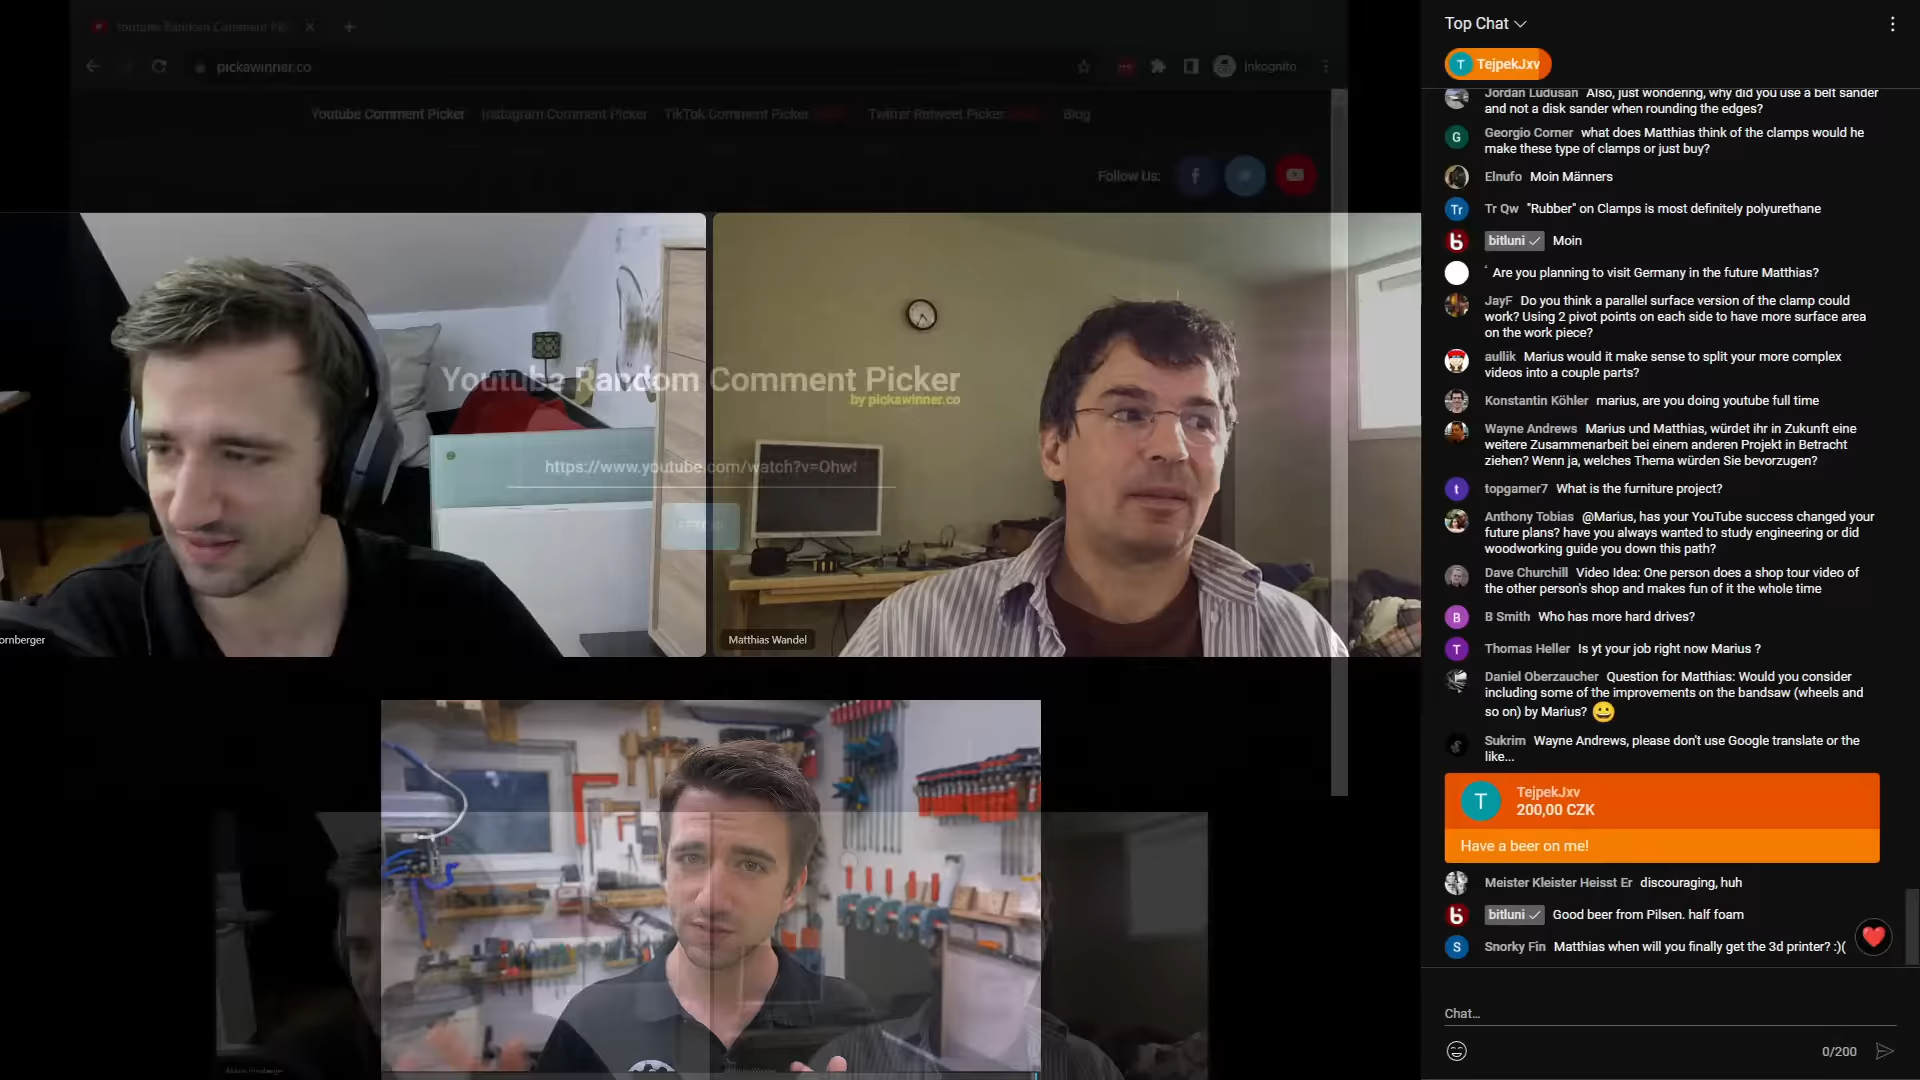 Youtube Random Comment Pic
pickawinner.co
Inkognito
Youtube Comment Picker
Instagram Comment Picker
TikTok Comment Picker
Twitter Retweet Picker
Blog
Follow Us:
Youtube Random Comment Picker
by pickawinner.co
https://www.youtube.com/watch?v=Ohw!
ornberger
Matthias Wandel
Top Chat
T TejpekJxv
Jordan Ludusan Also, just wondering, why did you use a belt sander
and not a disk sander when rounding the edges?
G Georgio Corner what does Matthias think of the clamps would he
make these type of clamps or just buy?
Elnufo Moin Männers
Tr Tr Qw "Rubber" on Clamps is most definitely polyurethane
b bitluni Moin
' Are you planning to visit Germany in the future Matthias?
JayF Do you think a parallel surface version of the clamp could
work? Using 2 pivot points on each side to have more surface area
on the work piece?
aullik Marius would it make sense to split your more complex
videos into a couple parts?
Konstantin Köhler marius, are you doing youtube full time
Wayne Andrews Marius und Matthias, würdet ihr in Zukunft eine
weitere Zusammenarbeit bei einem anderen Projekt in Betracht
ziehen? Wenn ja, welches Thema würden Sie bevorzugen?
t topgamer7 What is the furniture project?
Anthony Tobias @Marius, has your YouTube success changed your
future plans? have you always wanted to study engineering or did
woodworking guide you down this path?
Dave Churchill Video Idea: One person does a shop tour video of
the other person's shop and makes fun of it the whole time
B B Smith Who has more hard drives?
T Thomas Heller Is yt your job right now Marius ?
Daniel Oberzaucher Question for Matthias: Would you consider
including some of the improvements on the bandsaw (wheels and
so on) by Marius? 😀
Sukrim Wayne Andrews, please don't use Google translate or the
like...
T TejpekJxv
200,00 CZK
Have a beer on me!
Meister Kleister Heisst Er discouraging, huh
b bitluni Good beer from Pilsen. half foam
S Snorky Fin Matthias when will you finally get the 3d printer? :)(
Chat...
0/200